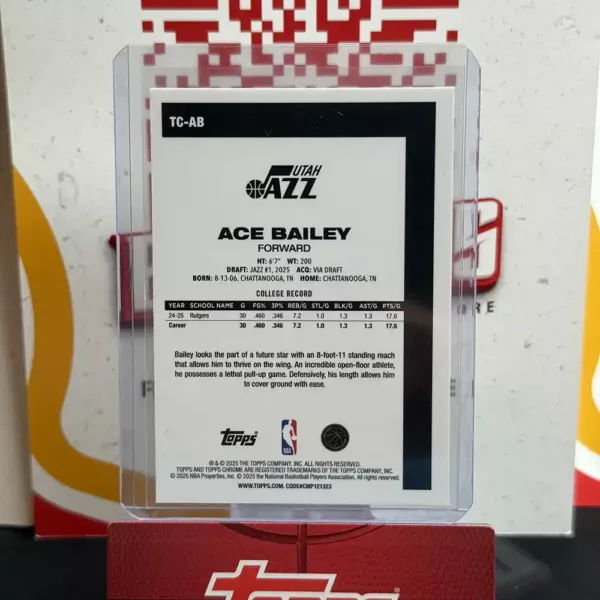 TC-AB
UTAH
JAZZ
ACE BAILEY
FORWARD
HT: 6'7" WT: 200
DRAFT: JAZZ #1, 2025 ACQ: VIA DRAFT
BORN: 8-13-06, CHATTANOOGA, TN HOME: CHATTANOOGA, TN
COLLEGE RECORD
YEAR SCHOOL NAME G FG% 3P% REB/G STL/G BLK/G AST/G PTS/G
24-25 Rutgers 30 .460 .346 7.2 1.0 1.3 1.3 17.6
Career 30 .460 .346 7.2 1.0 1.3 1.3 17.6
Bailey looks the part of a future star with an 8-foot-11 standing reach
that allows him to thrive on the wing. An incredible open-floor athlete,
he possesses a lethal pull-up game. Defensively, his length allows him
to cover ground with ease.
Topps
NBA
® & © 2025 THE TOPPS COMPANY, INC. ALL RIGHTS RESERVED.
TOPPS AND TOPPS CHROME ARE REGISTERED TRADEMARKS OF THE TOPPS COMPANY, INC.
© 2025 NBA Properties, Inc. © 2025 the National Basketball Players Association. All rights reserved.
WWW.TOPPS.COM. CODE#CMP121323
topps